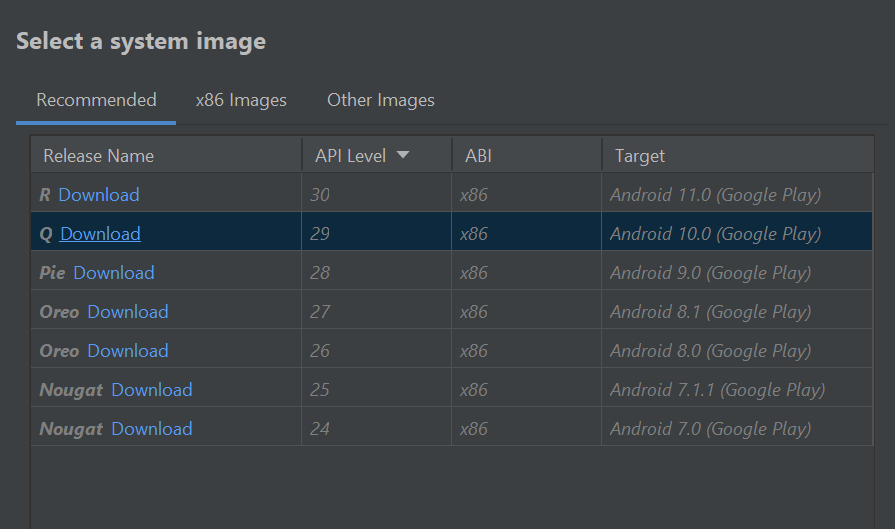 Select a system image
Recommended x86 Images Other Images
Release Name API Level ABI Target
R Download 30 x86 Android 11.0 (Google Play)
Q Download 29 x86 Android 10.0 (Google Play)
Pie Download 28 x86 Android 9.0 (Google Play)
Oreo Download 27 x86 Android 8.1 (Google Play)
Oreo Download 26 x86 Android 8.0 (Google Play)
Nougat Download 25 x86 Android 7.1.1 (Google Play)
Nougat Download 24 x86 Android 7.0 (Google Play)